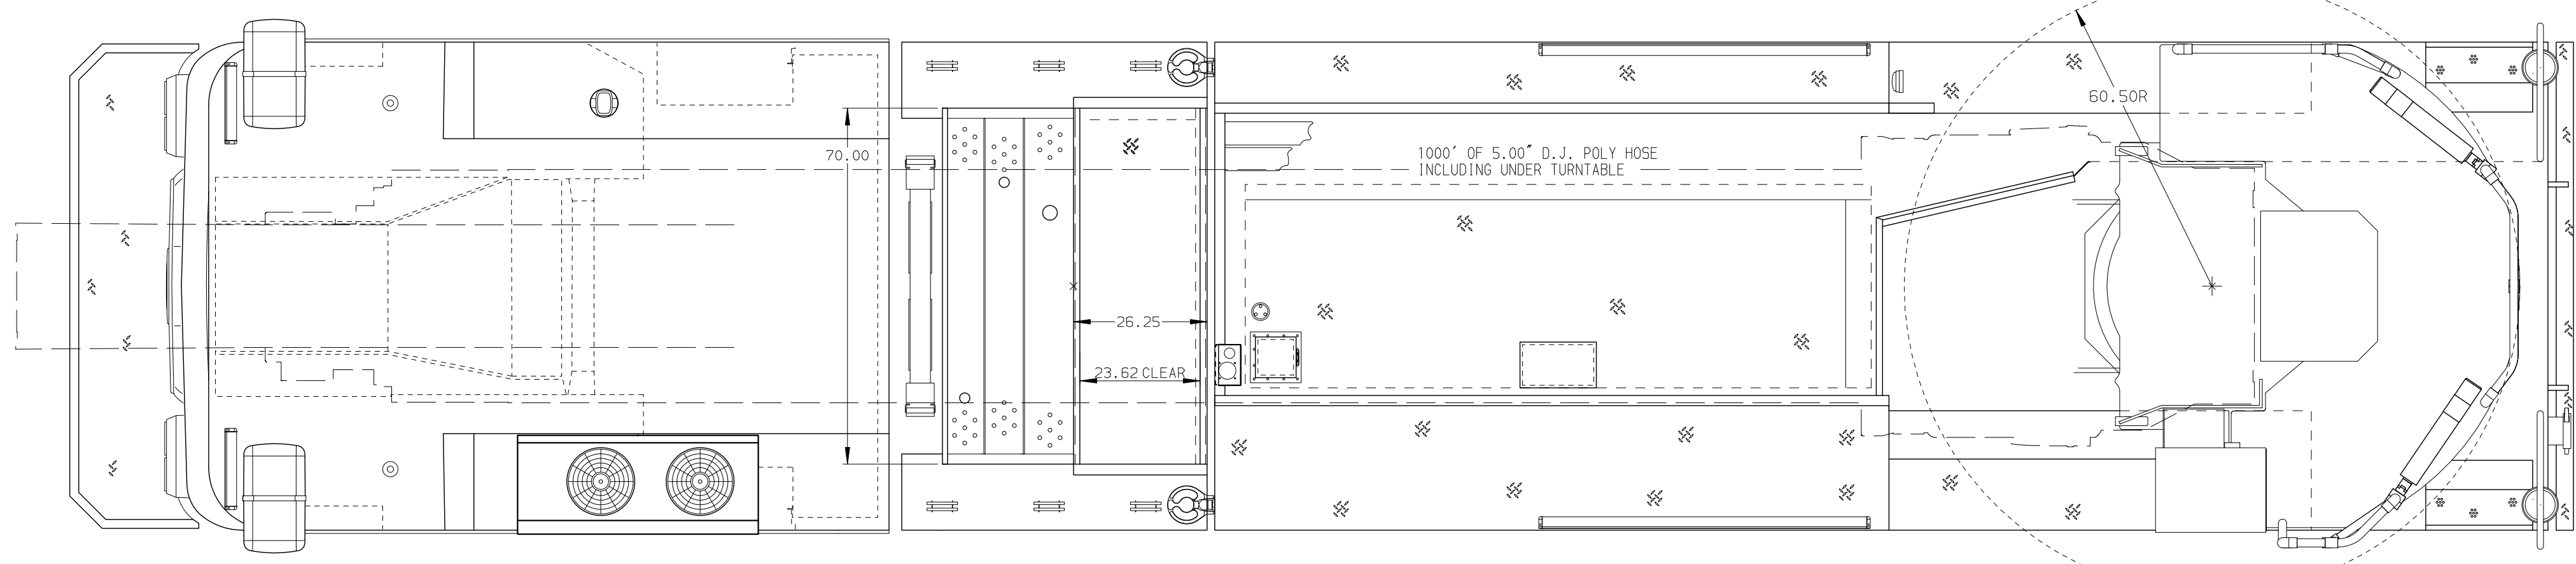 60.50R
70.00
1000' OF 5.00" D.J. POLY HOSE
INCLUDING UNDER TURNTABLE
26.25
23.62 CLEAR